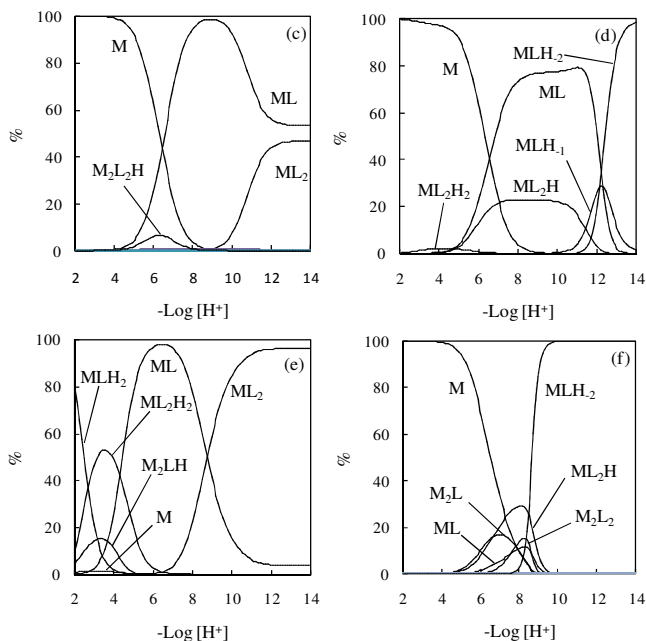 100
80
60
40
20
0
%
(c)
M
ML
M₂L₂H
ML₂
2 4 6 8 10 12 14
-Log [H⁺]
100
80
60
40
20
0
%
(d)
M
MLH₋₂
ML
MLH₋₁
ML₂H₂
ML₂H
2 4 6 8 10 12 14
-Log [H⁺]
100
80
60
40
20
0
%
(e)
MLH₂
ML
ML₂H₂
ML₂
M₂LH
M
2 4 6 8 10 12 14
-Log [H⁺]
100
80
60
40
20
0
%
(f)
M
MLH₋₂
ML₂H
M₂L
M₂L₂
ML
2 4 6 8 10 12 14
-Log [H⁺]